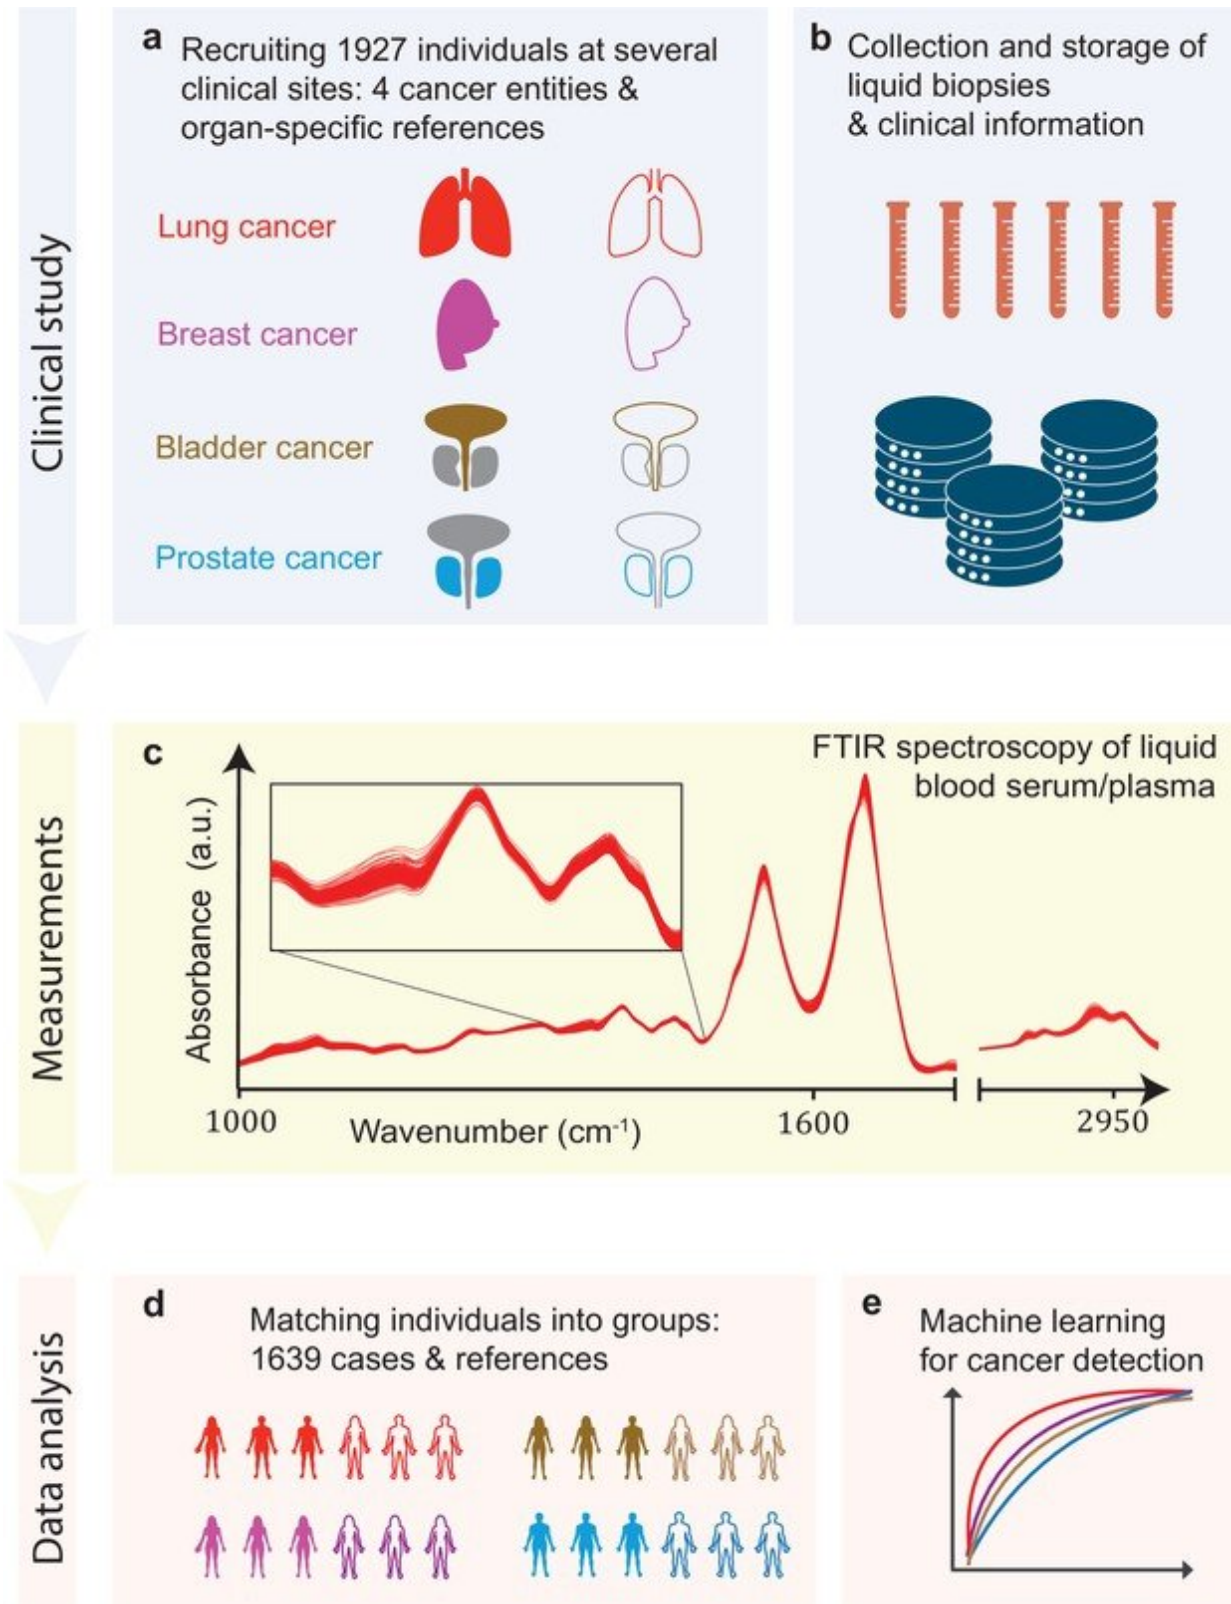 Clinical study
a
Recruiting 1927 individuals at several
clinical sites: 4 cancer entities &
organ-specific references
Lung cancer
Breast cancer
Bladder cancer
Prostate cancer
b
Collection and storage of
liquid biopsies
& clinical information
Measurements
c
FTIR spectroscopy of liquid
blood serum/plasma
Absorbance (a.u.)
1000
Wavenumber (cm⁻¹)
1600
2950
Data analysis
d
Matching individuals into groups:
1639 cases & references
e
Machine learning
for cancer detection